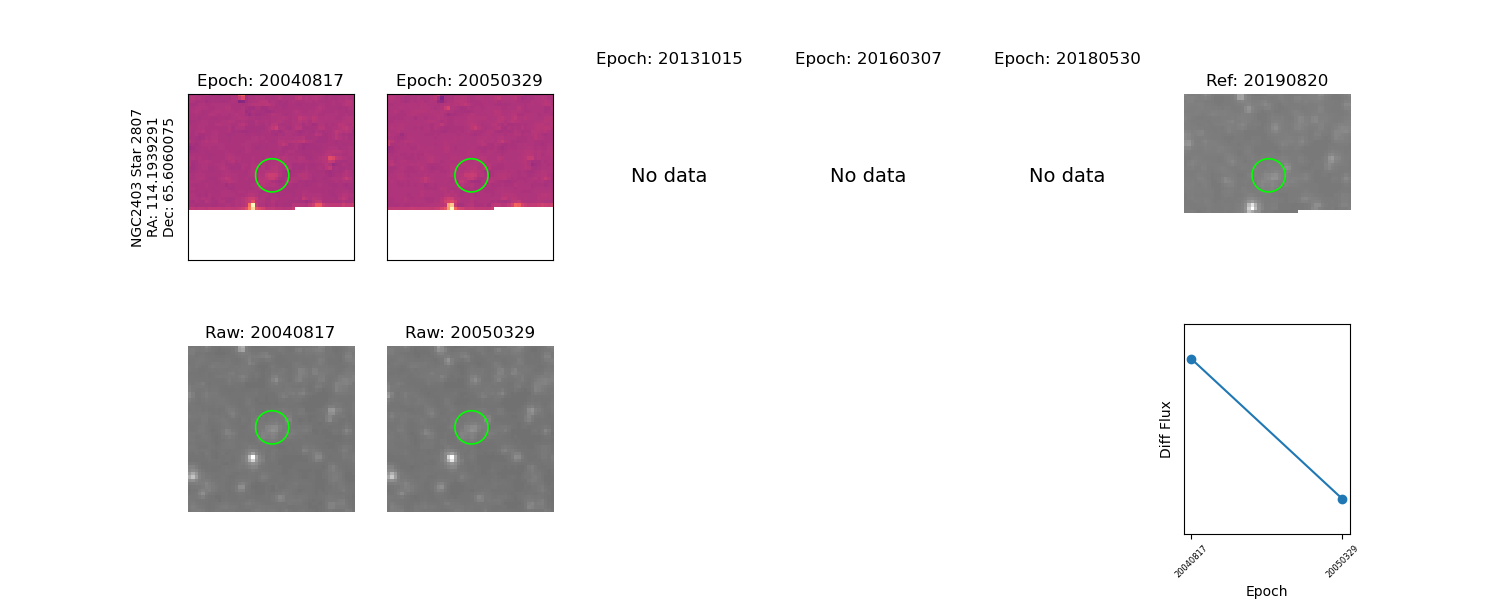 Epoch: 20040817
Epoch: 20050329
Epoch: 20131015
Epoch: 20160307
Epoch: 20180530
Ref: 20190820
NGC2403 Star 2807
RA: 114.1939291
Dec: 65.6060075
No data
No data
No data
Raw: 20040817
Raw: 20050329
Diff Flux
20040817
20050329
Epoch